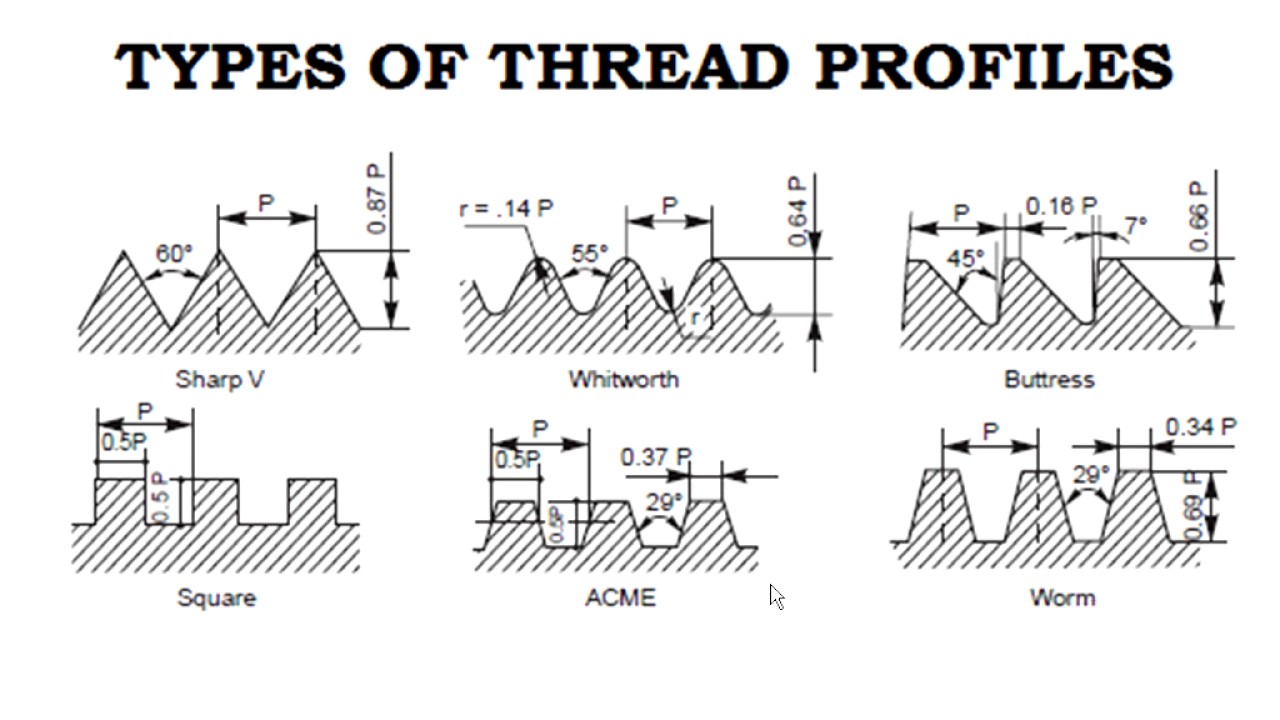 TYPES OF THREAD PROFILES
P
60°
0.87 P
Sharp V
r = .14 P
55°
P
r
0,64 P
Whitworth
P
0.16 P
7°
45°
0.66 P
Buttress
P
0.5P
0.5 P
Square
P
0.5P
0.37 P
0.5P
29°
ACME
P
0.34 P
29°
0.69 P
Worm